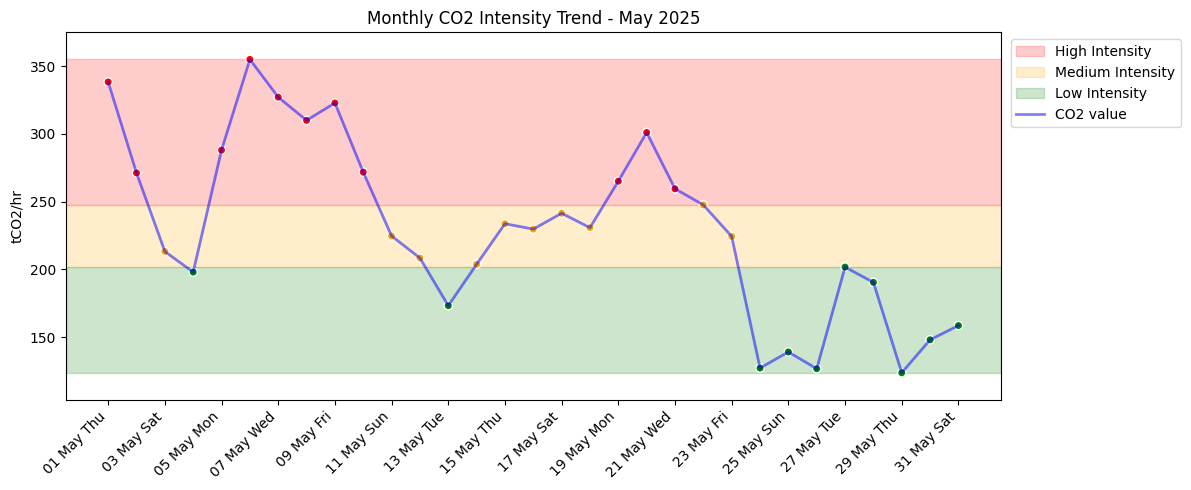 Monthly CO2 Intensity Trend - May 2025
High Intensity
Medium Intensity
Low Intensity
CO2 value
tCO2/hr
350
300
250
200
150
01 May Thu
03 May Sat
05 May Mon
07 May Wed
09 May Fri
11 May Sun
13 May Tue
15 May Thu
17 May Sat
19 May Mon
21 May Wed
23 May Fri
25 May Sun
27 May Tue
29 May Thu
31 May Sat